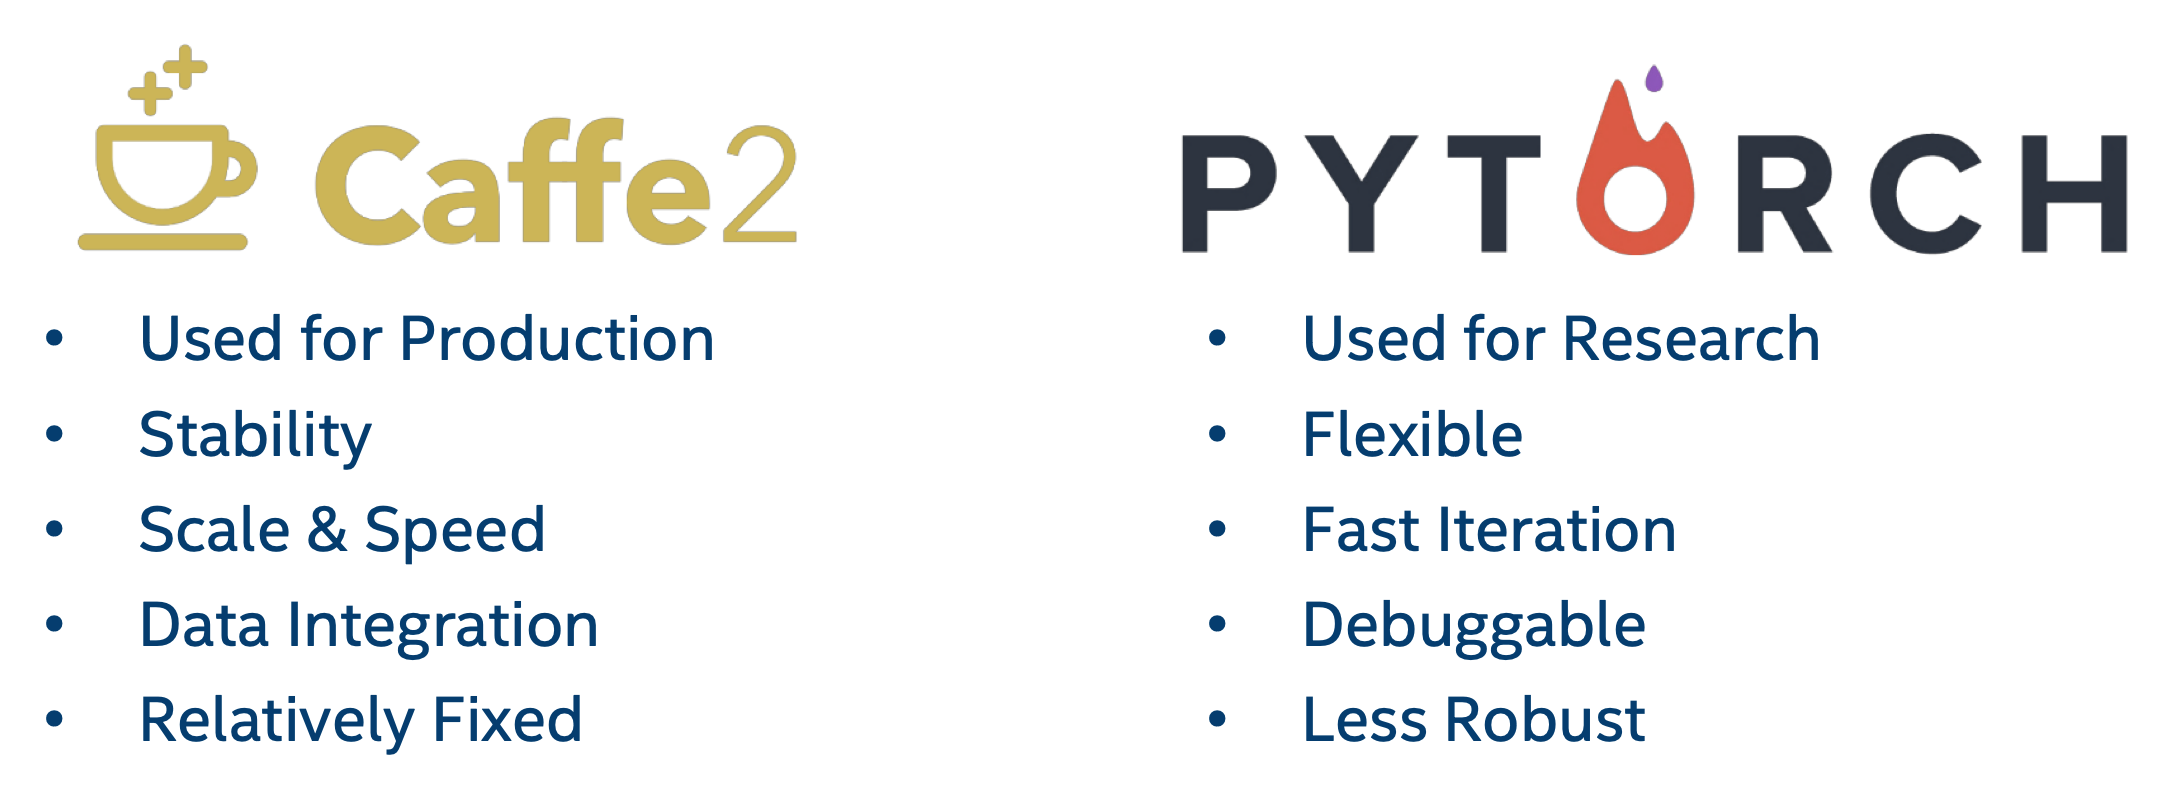 Caffe2
• Used for Production
• Stability
• Scale & Speed
• Data Integration
• Relatively Fixed
PYTORCH
• Used for Research
• Flexible
• Fast Iteration
• Debuggable
• Less Robust